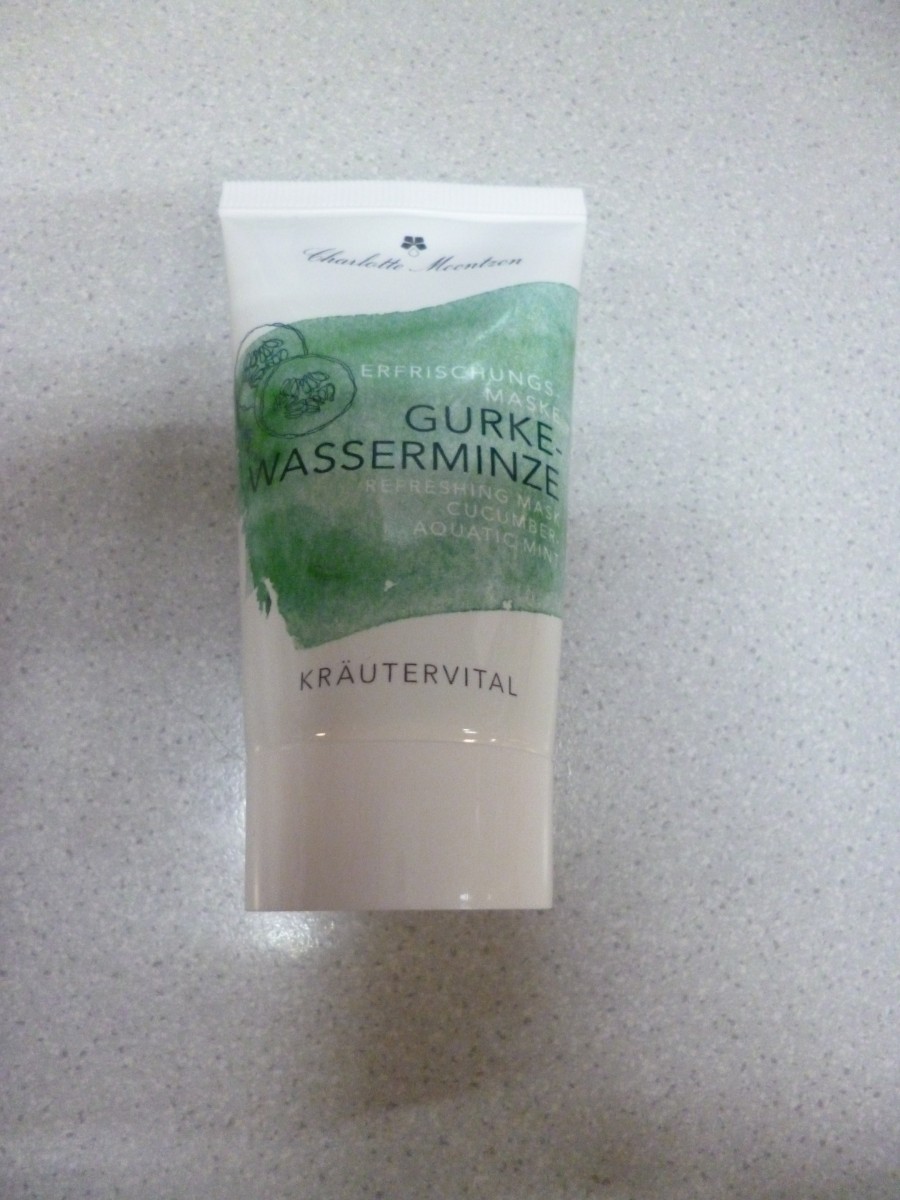 Charlotte Meentzen
ERFRISCHUNGS-
MASKE
GURKE-
WASSERMINZE
REFRESHING MASK
CUCUMBER-
AQUATIC MINT
KRÄUTERVITAL